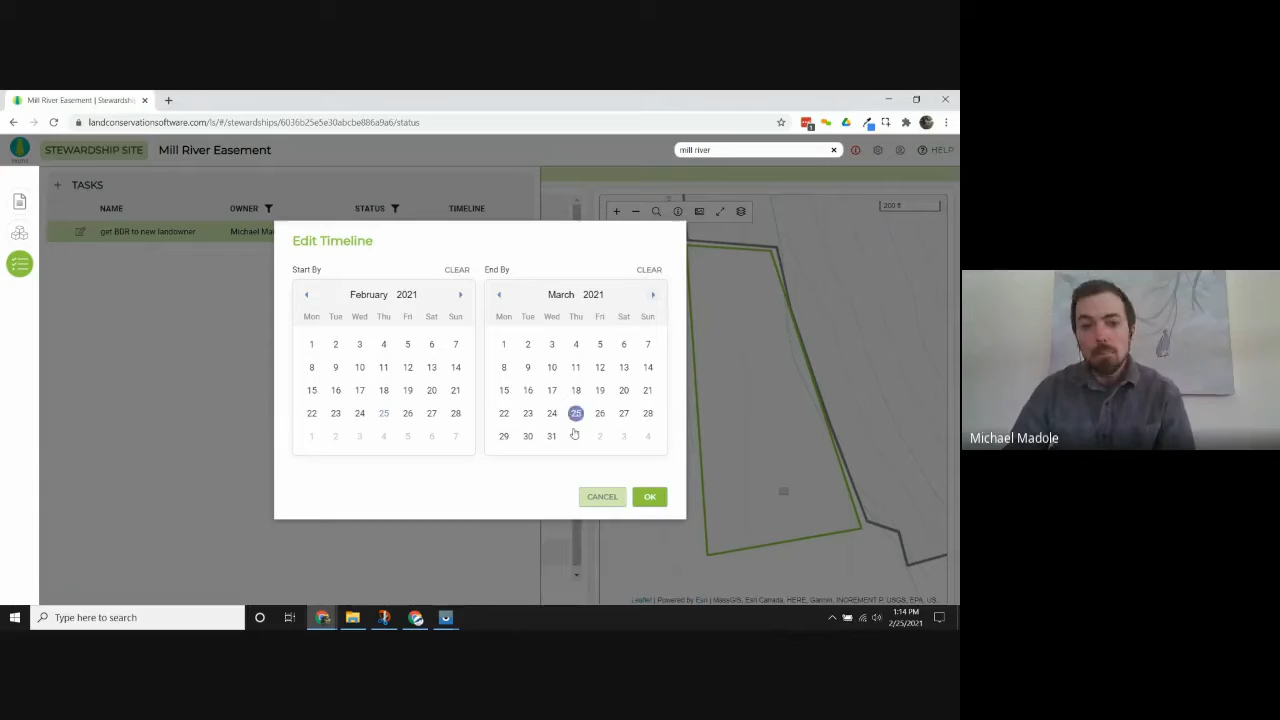 Mill River Easement | Stewardshi
landconservationsoftware.com/ls/#/stewardships/6036b25e5e30abcbe886a9a6/status
STEWARDSHIP SITE
Mill River Easement
mill river
HELP
TASKS
NAME
OWNER
STATUS
TIMELINE
200 ft
get BDR to new landowner
Michael Ma
Edit Timeline
Start By
CLEAR
End By
CLEAR
February 2021
March 2021
Mon Tue Wed Thu Fri Sat Sun
Mon Tue Wed Thu Fri Sat Sun
1 2 3 4 5 6 7
1 2 3 4 5 6 7
8 9 10 11 12 13 14
8 9 10 11 12 13 14
15 16 17 18 19 20 21
15 16 17 18 19 20 21
22 23 24 25 26 27 28
22 23 24 25 26 27 28
1 2 3 4 5 6 7
29 30 31 2 3 4
CANCEL
OK
Michael Madole
Leaflet | Powered by Esri | MassGIS, Esri Canada, HERE, Garmin, INCREMENT P, USGS, EPA, US...
Type here to search
1:14 PM
2/25/2021